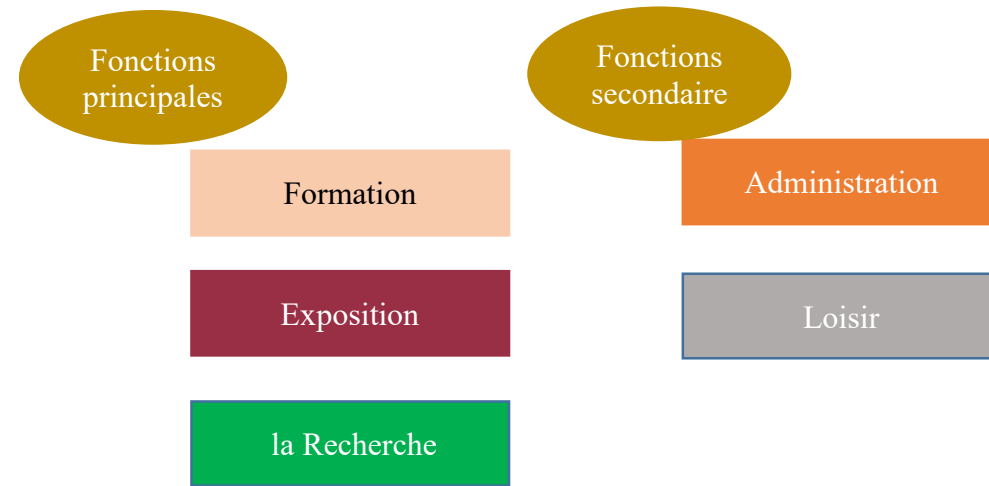 Fonctions
principales
Formation
Exposition
la Recherche
Fonctions
secondaire
Administration
Loisir